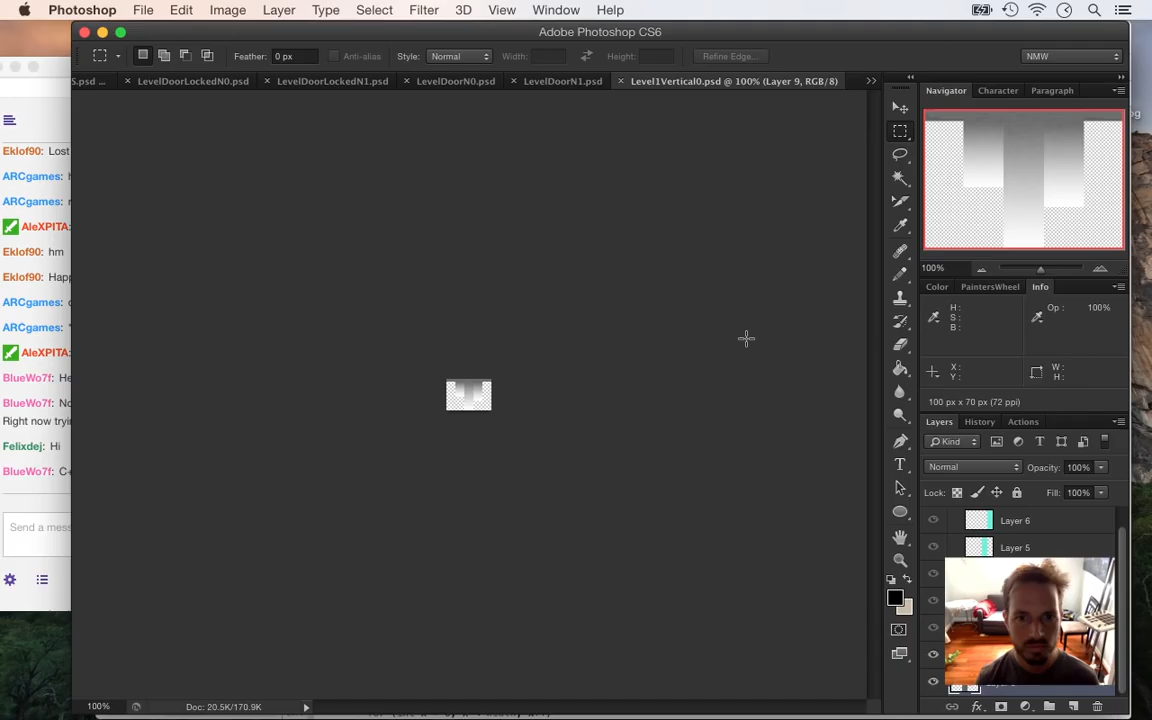 Photoshop File Edit Image Layer Type Select Filter 3D View Window Help
Adobe Photoshop CS6
Feather: 0 px Anti-alias Style: Normal Width: Height: Refine Edge... NMW
S.psd ... × LevelDoorLockedN0.psd × LevelDoorLockedN1.psd × LevelDoorN0.psd × LevelDoorN1.psd × Level1Vertical0.psd @ 100% (Layer 9, RGB/8) >>
Navigator Character Paragraph
Eklof90: Lost
ARCgames:
ARCgames:
AleXPITA:
Eklof90: hm
Eklof90: Happ
ARCgames:
ARCgames:
AleXPITA:
BlueWo7f: He
BlueWo7f: No
Right now tryin
Felixdej: Hi
BlueWo7f: C+
Send a mess
100%
Color PaintersWheel Info
H:
S:
B:
Op: 100%
X:
Y:
W:
H:
100 px x 70 px (72 ppi)
Layers History Actions
Kind
Normal Opacity: 100%
Lock: Fill: 100%
Layer 6
Layer 5
100% Doc: 20.5K/170.9K